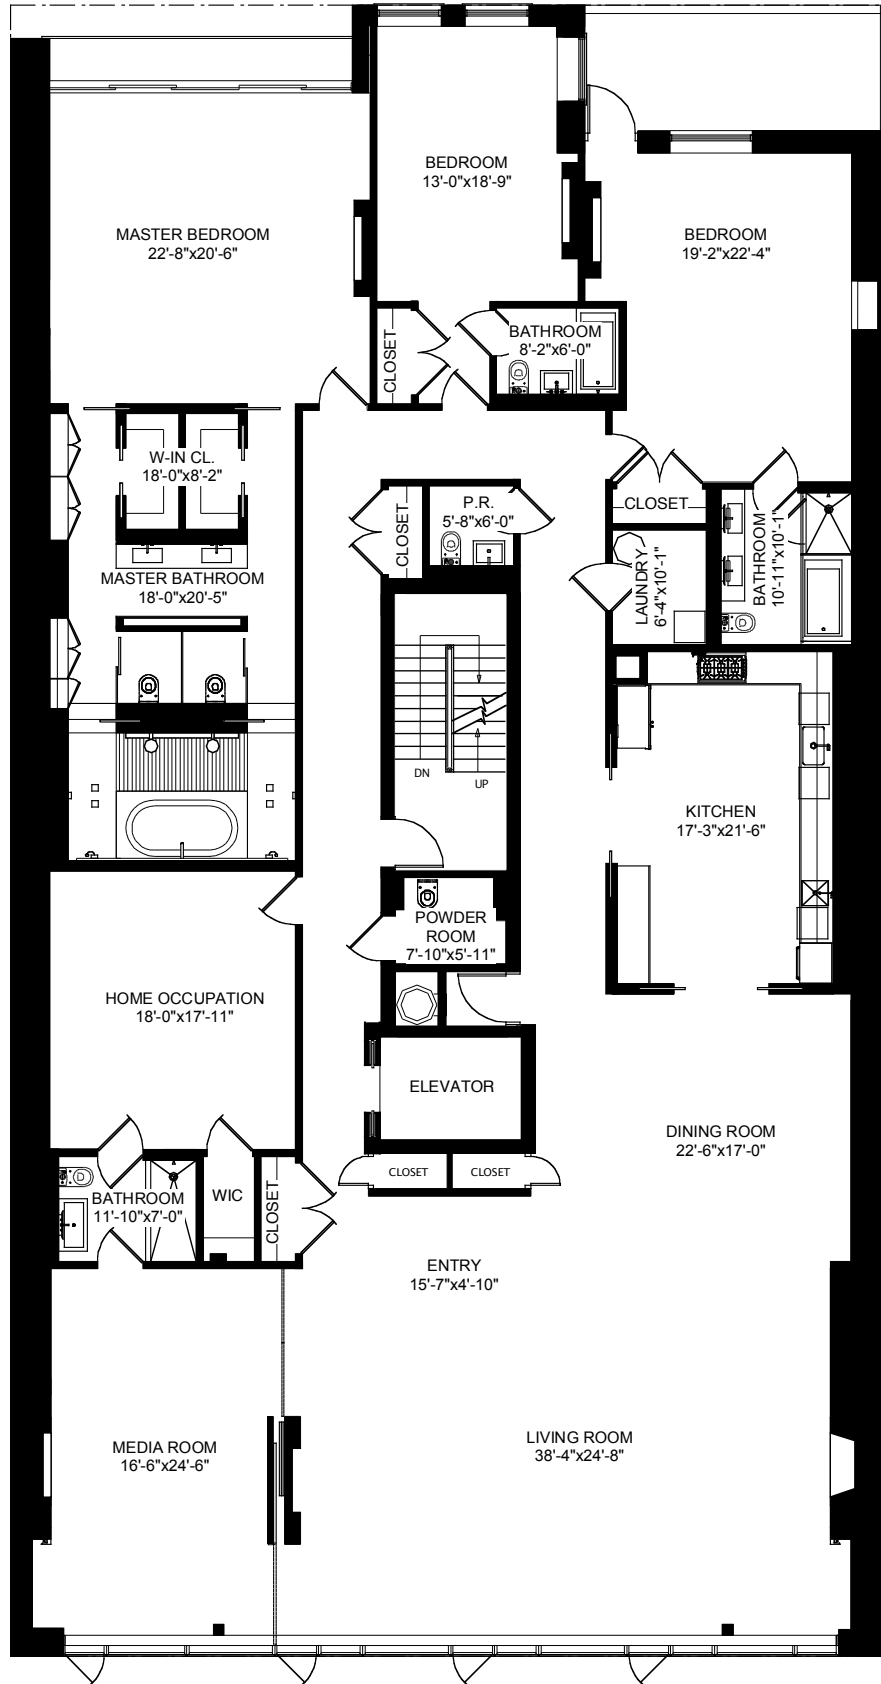 BEDROOM
13'-0"x18'-9"
MASTER BEDROOM
22'-8"x20'-6"
BEDROOM
19'-2"x22'-4"
CLOSET
BATHROOM
8'-2"x6'-0"
W-IN CL.
18'-0"x8'-2"
CLOSET
P.R.
5'-8"x6'-0"
CLOSET
LAUNDRY
6'-4"x10'-1"
BATHROOM
10'-11"x10'-1"
MASTER BATHROOM
18'-0"x20'-5"
DN
UP
KITCHEN
17'-3"x21'-6"
POWDER
ROOM
7'-10"x5'-11"
HOME OCCUPATION
18'-0"x17'-11"
ELEVATOR
DINING ROOM
22'-6"x17'-0"
CLOSET
CLOSET
BATHROOM
11'-10"x7'-0"
WIC
CLOSET
ENTRY
15'-7"x4'-10"
MEDIA ROOM
16'-6"x24'-6"
LIVING ROOM
38'-4"x24'-8"